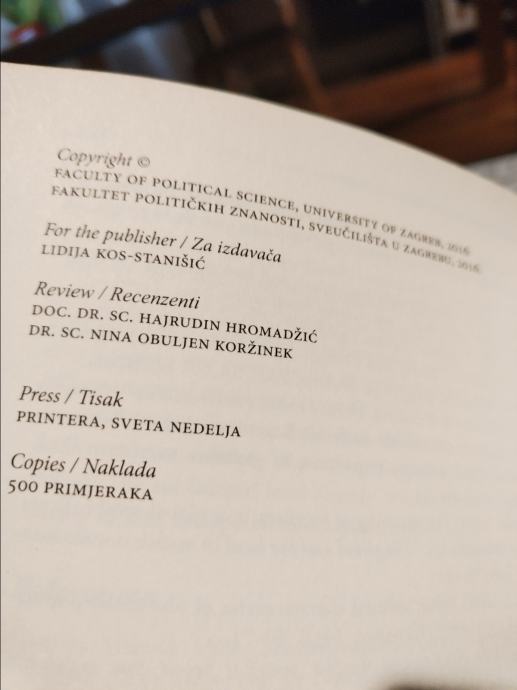 Copyright ©
FACULTY OF POLITICAL SCIENCE, UNIVERSITY OF ZAGREB, 2016.
FAKULTET POLITIČKIH ZNANOSTI, SVEUČILIŠTA U ZAGREBU, 2016.
For the publisher / Za izdavača
LIDIJA KOS-STANIŠIĆ
Review / Recenzenti
DOC. DR. SC. HAJRUDIN HROMADŽIĆ
DR. SC. NINA OBULJEN KORŽINEK
Press / Tisak
PRINTERA, SVETA NEDELJA
Copies / Naklada
500 PRIMJERAKA